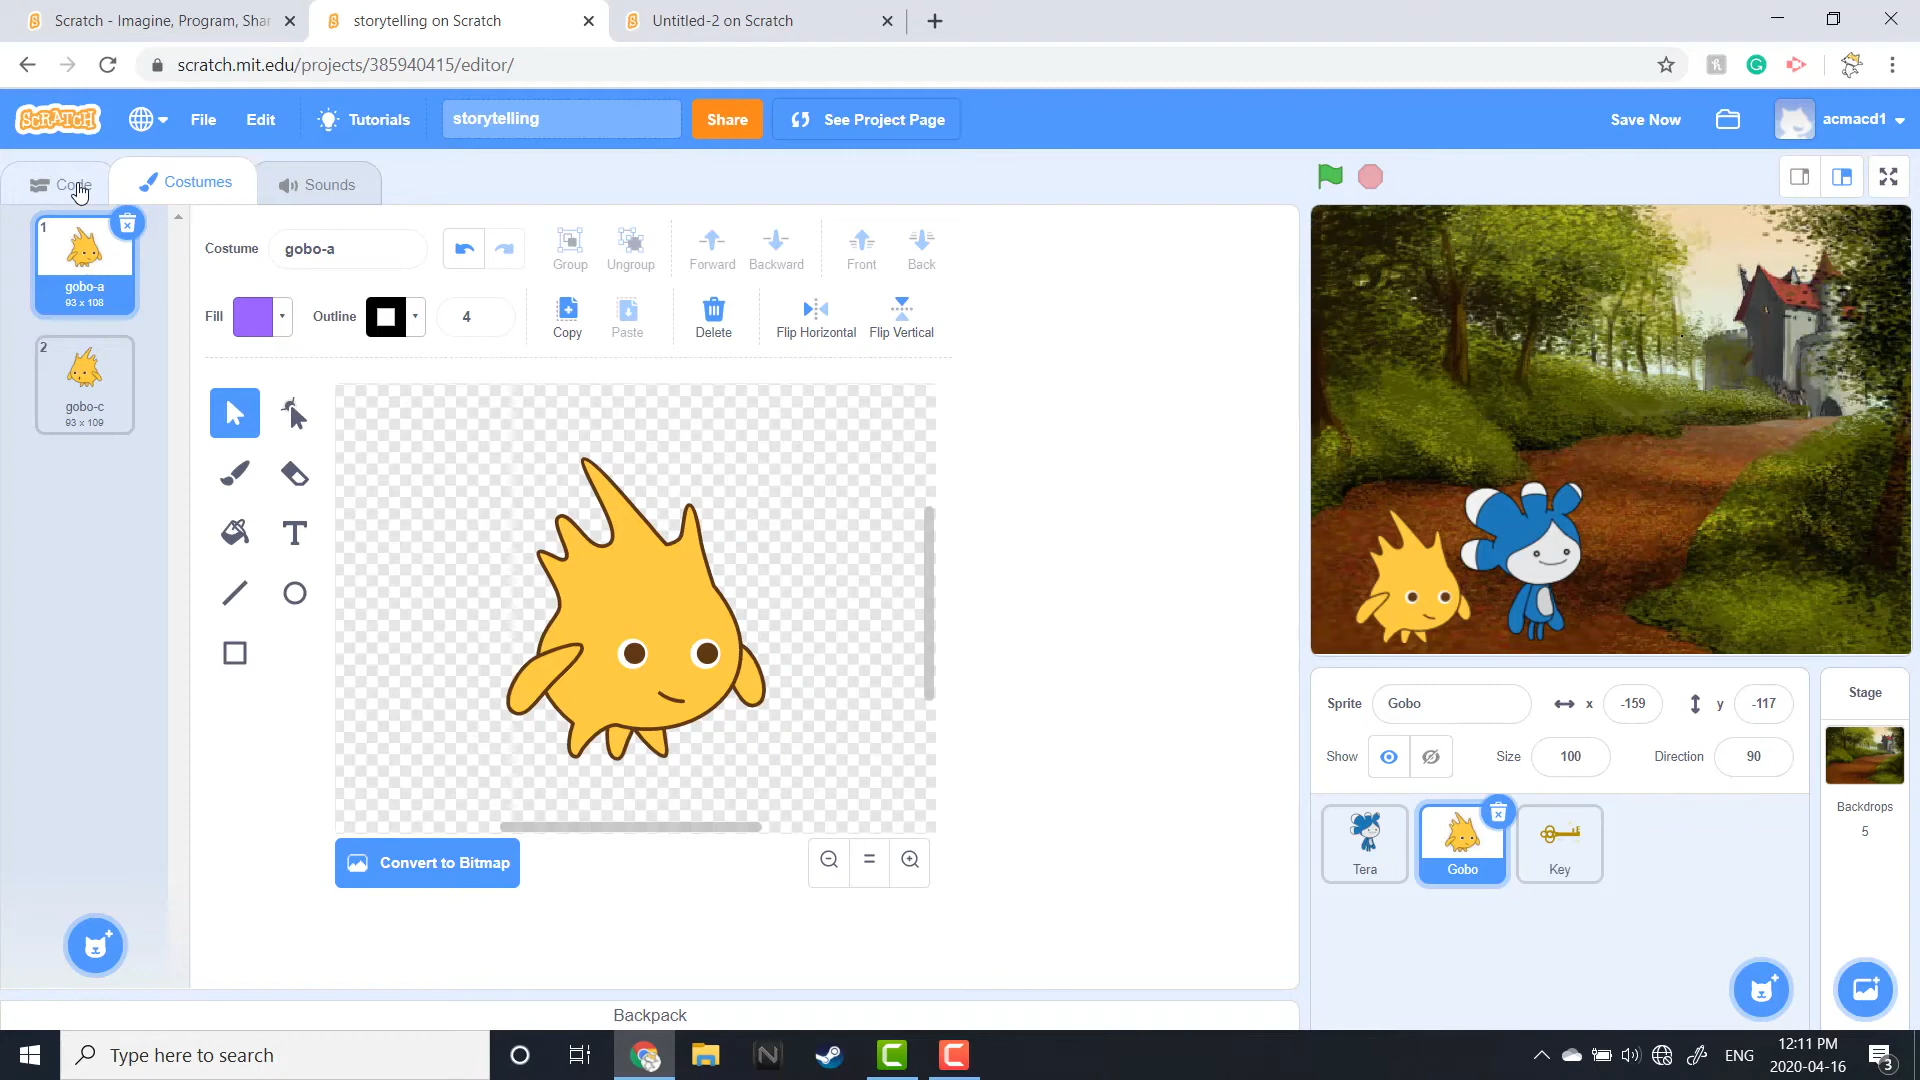 Scratch - Imagine, Program, Shar
storytelling on Scratch
Untitled-2 on Scratch
scratch.mit.edu/projects/385940415/editor/
SCRATCH
File
Edit
Tutorials
storytelling
Share
See Project Page
Save Now
acmacd1
Code
Costumes
Sounds
1
gobo-a
93 x 108
2
gobo-c
93 x 109
Costume
gobo-a
Group
Ungroup
Forward
Backward
Front
Back
Fill
Outline
4
Copy
Paste
Delete
Flip Horizontal
Flip Vertical
T
Convert to Bitmap
Backpack
Sprite
Gobo
x
-159
y
-117
Show
Size
100
Direction
90
Tera
Gobo
Key
Stage
Backdrops
5
Type here to search
ENG
12:11 PM
2020-04-16
3